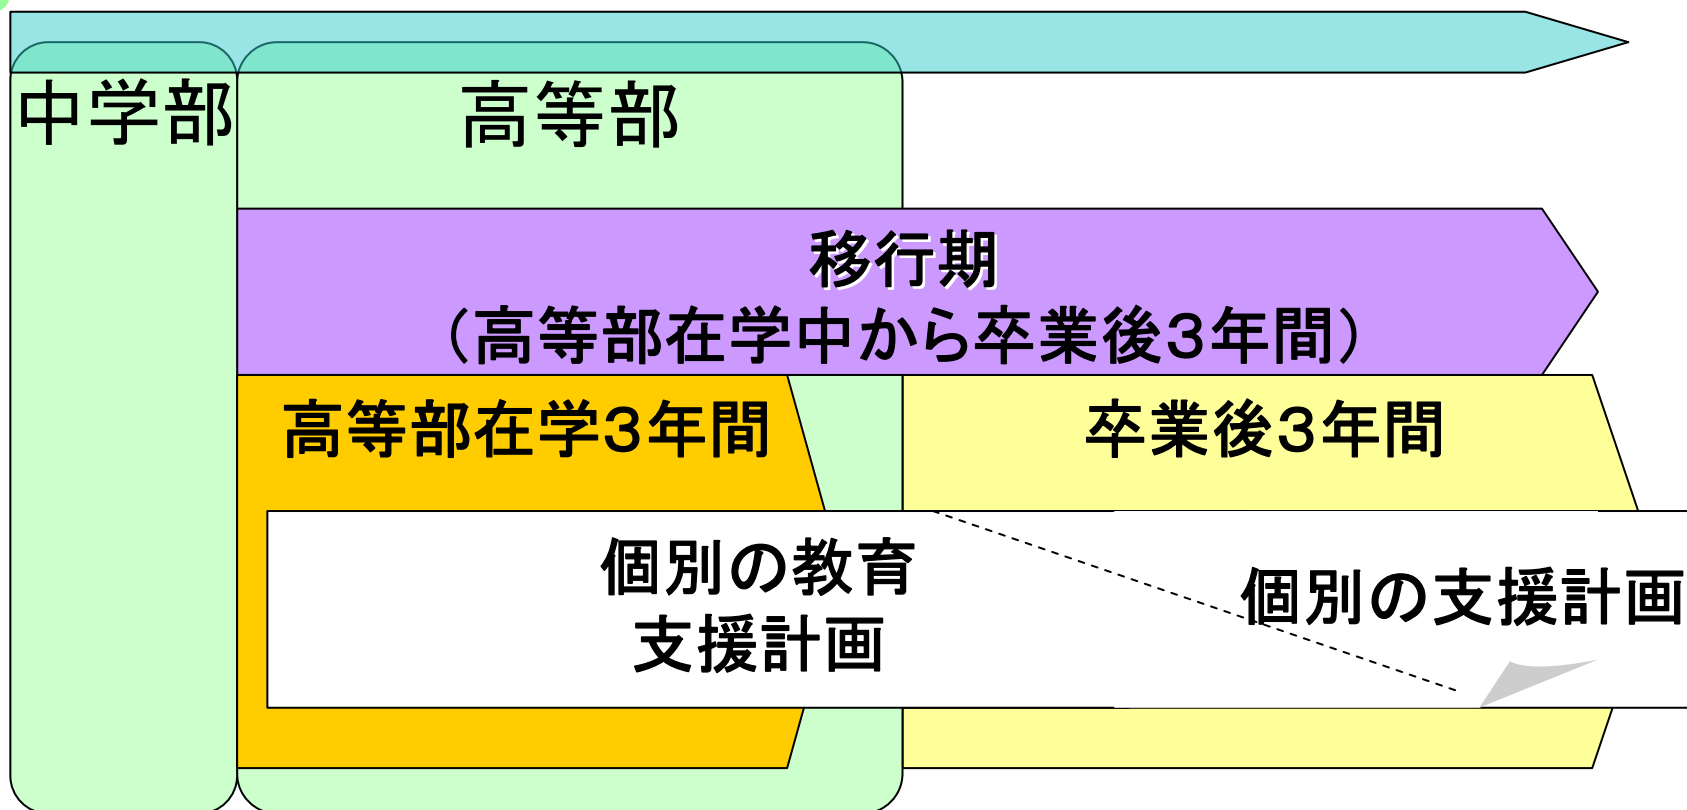 中学部
高等部
移行期
（高等部在学中から卒業後３年間）
高等部在学３年間
卒業後３年間
個別の教育
支援計画
個別の支援計画